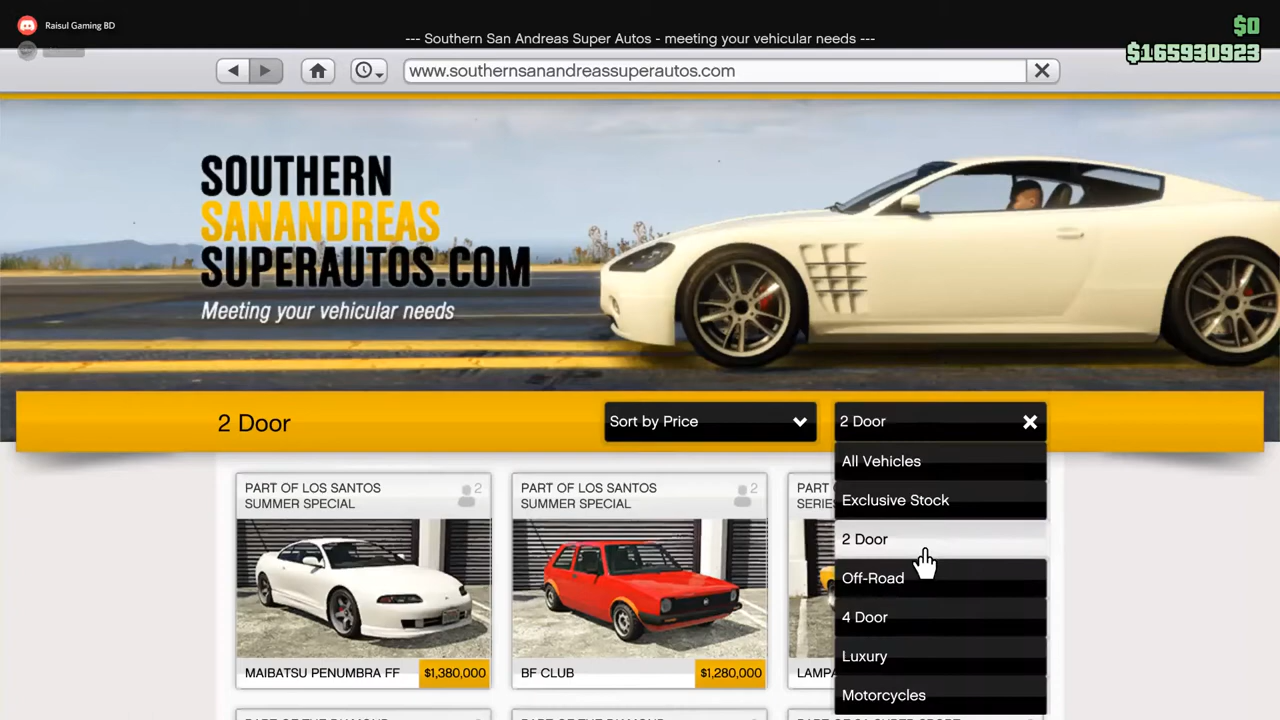 Raisul Gaming BD
$0
$165930923
--- Southern San Andreas Super Autos - meeting your vehicular needs ---
www.southernsanandreassuperautos.com
SOUTHERN
SANANDREAS
SUPERAUTOS.COM
Meeting your vehicular needs
2 Door
Sort by Price
2 Door
All Vehicles
Exclusive Stock
2 Door
Off-Road
4 Door
Luxury
Motorcycles
PART OF LOS SANTOS
SUMMER SPECIAL
2
MAIBATSU PENUMBRA FF
$1,380,000
PART OF LOS SANTOS
SUMMER SPECIAL
2
BF CLUB
$1,280,000